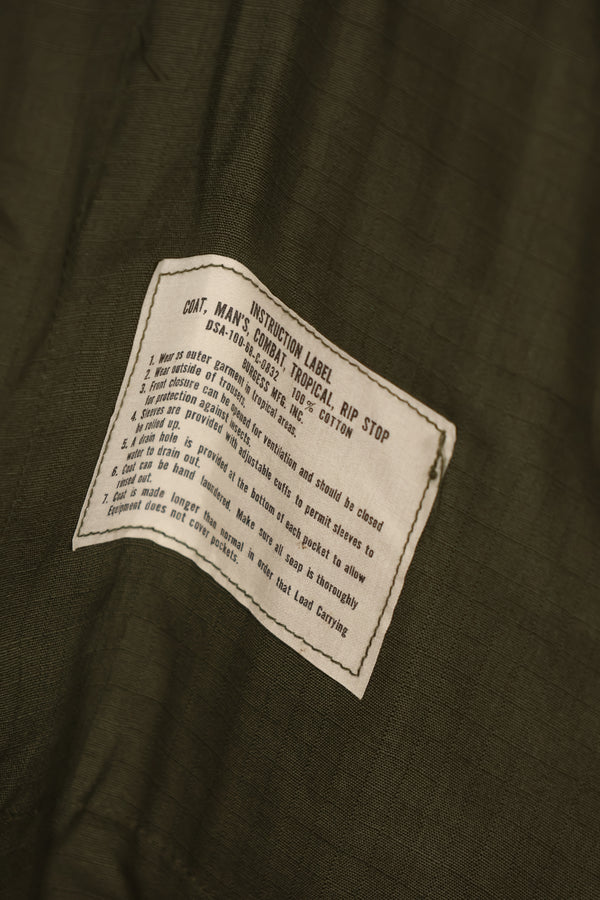 INSTRUCTION LABEL
COAT, MAN'S, COMBAT, TROPICAL, RIP STOP
DSA-100-66-C-0832 100% COTTON
BURGESS MFG. INC.
1. Wear as outer garment in tropical areas.
2. Wear outside of trousers.
3. Front closure can be opened for ventilation and should be closed
for protection against insects.
4. Sleeves are provided with adjustable cuffs to permit sleeves to
be rolled up.
5. A drain hole is provided at the bottom of each pocket to allow
water to drain out.
6. Coat can be hand laundered. Make sure all soap is thoroughly
rinsed out.
7. Coat is made longer than normal in order that Load Carrying
Equipment does not cover pockets.